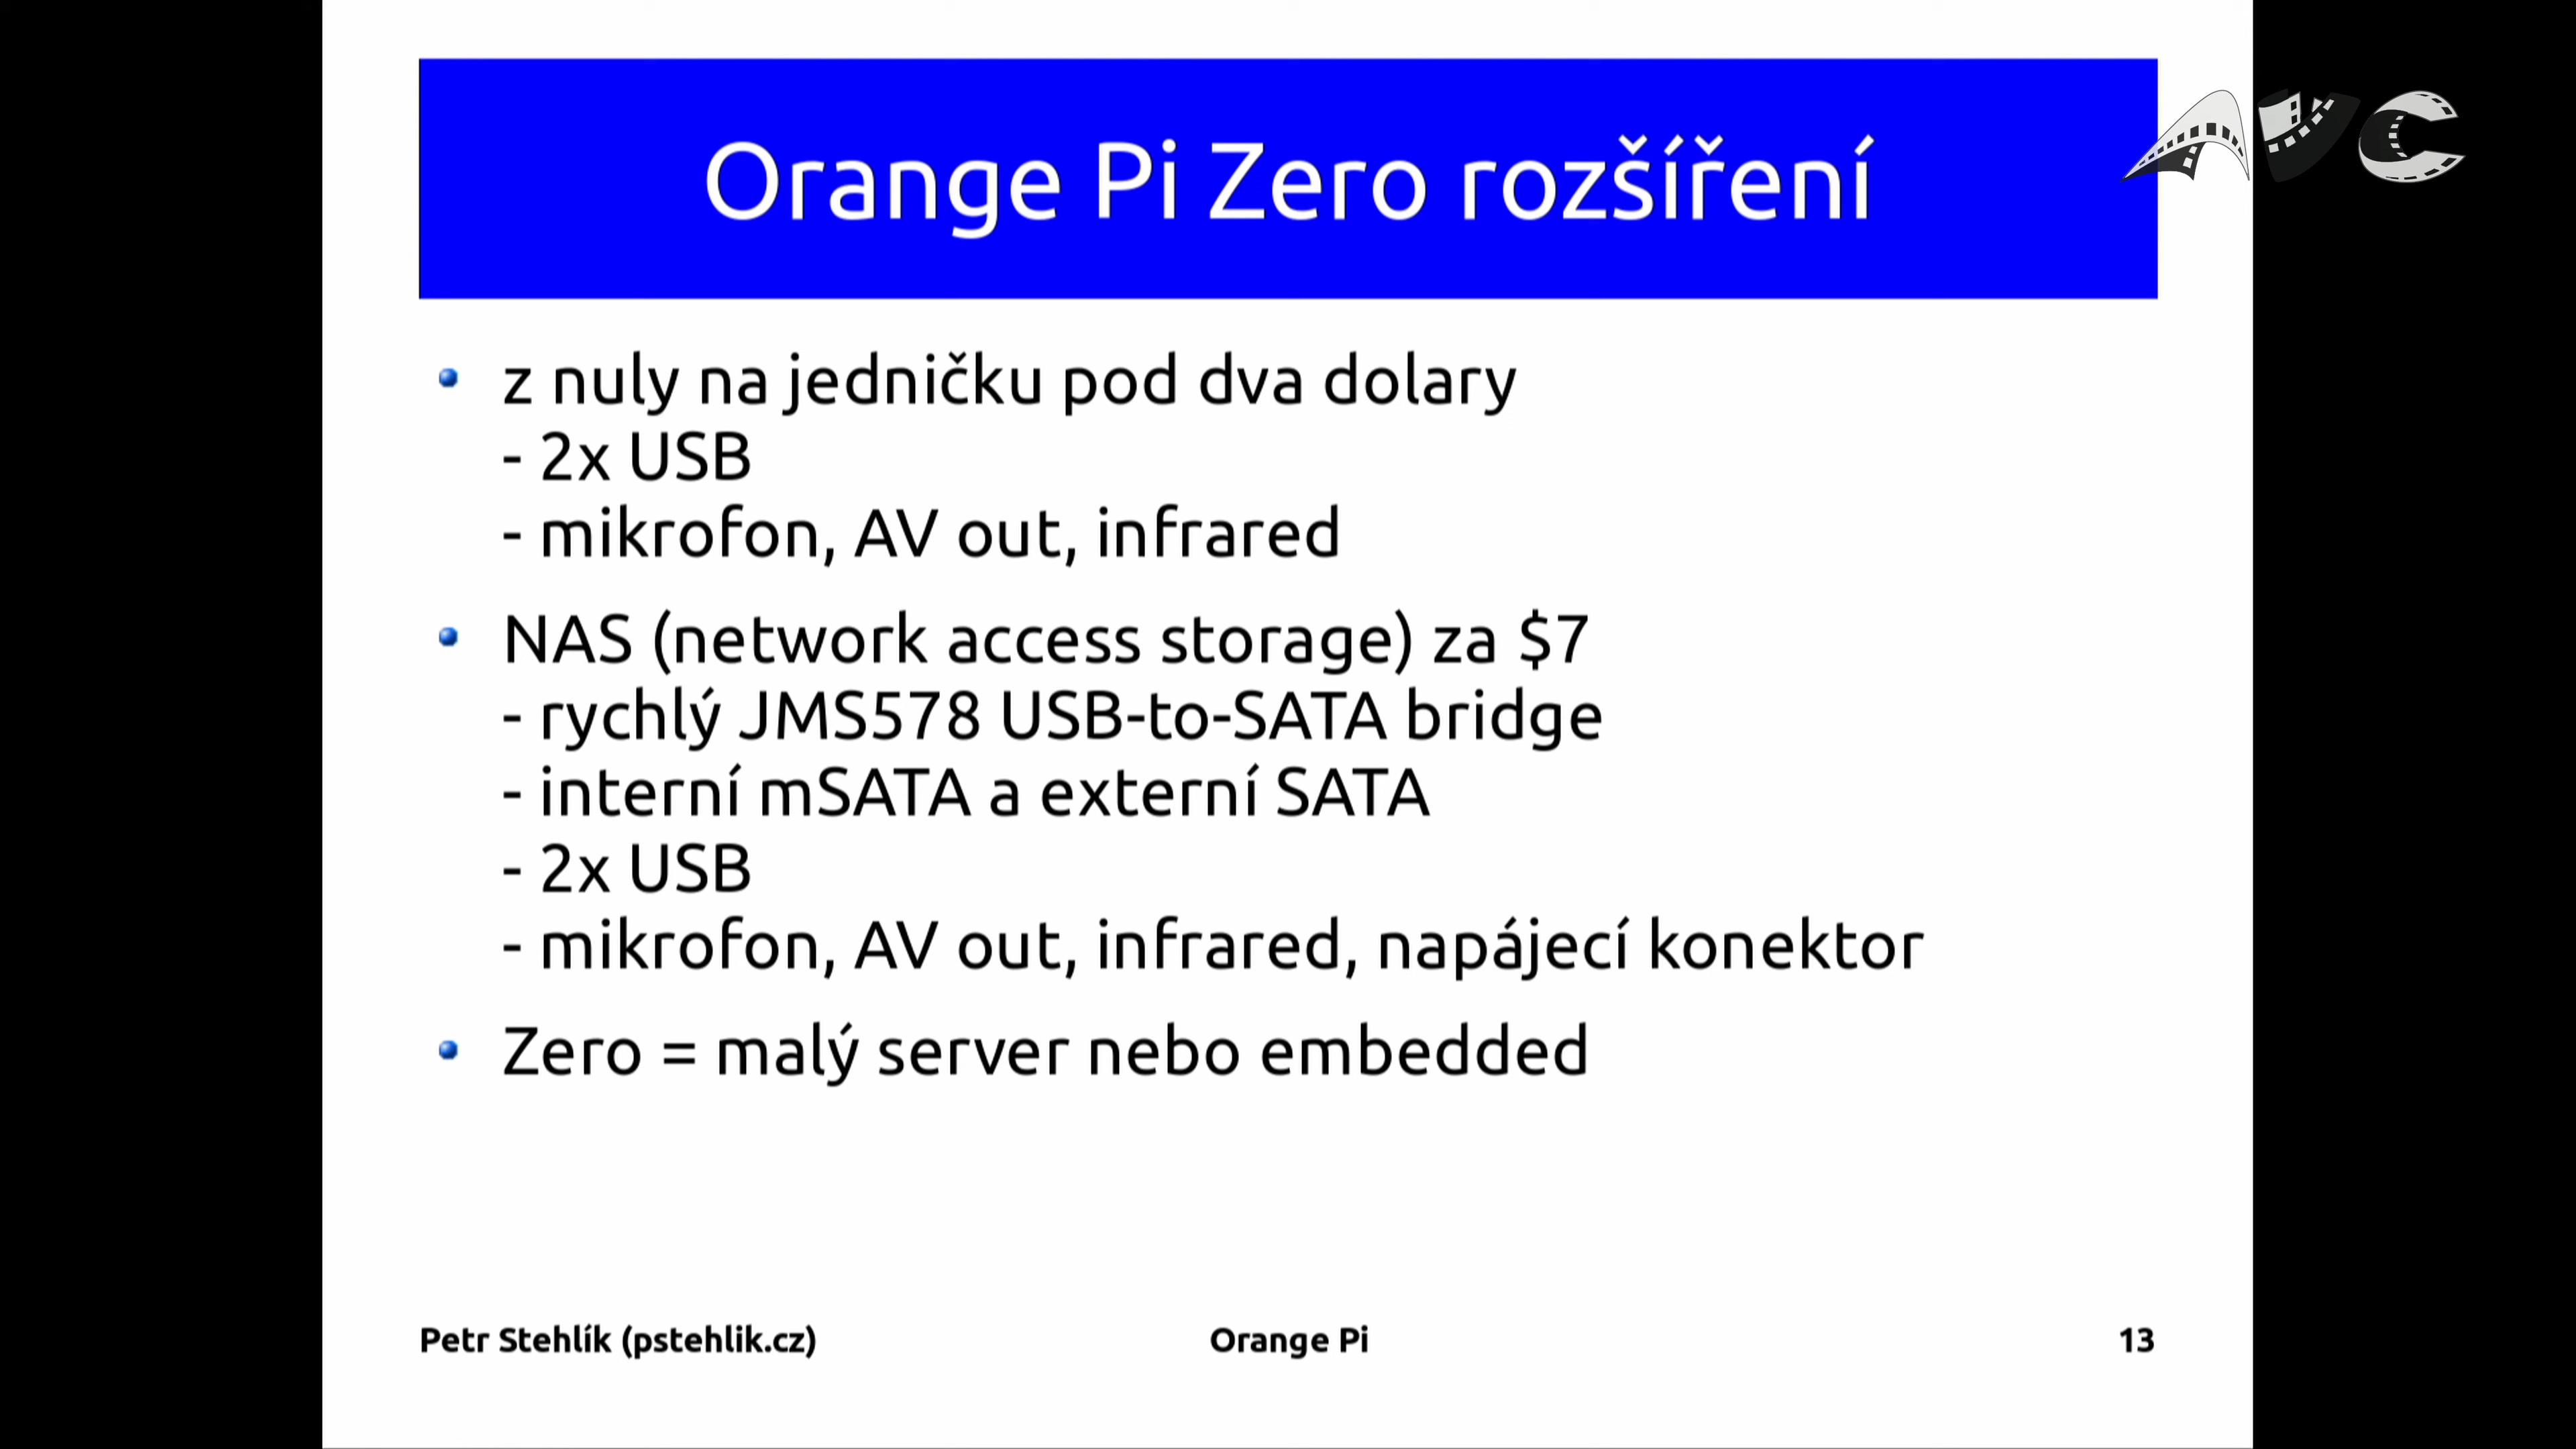 Orange Pi Zero rozšíření
AVC
z nuly na jedničku pod dva dolary
- 2x USB
- mikrofon, AV out, infrared
NAS (network access storage) za $7
- rychlý JMS578 USB-to-SATA bridge
- interní mSATA a externí SATA
- 2x USB
- mikrofon, AV out, infrared, napájecí konektor
Zero = malý server nebo embedded
Petr Stehlík (pstehlik.cz)
Orange Pi
13